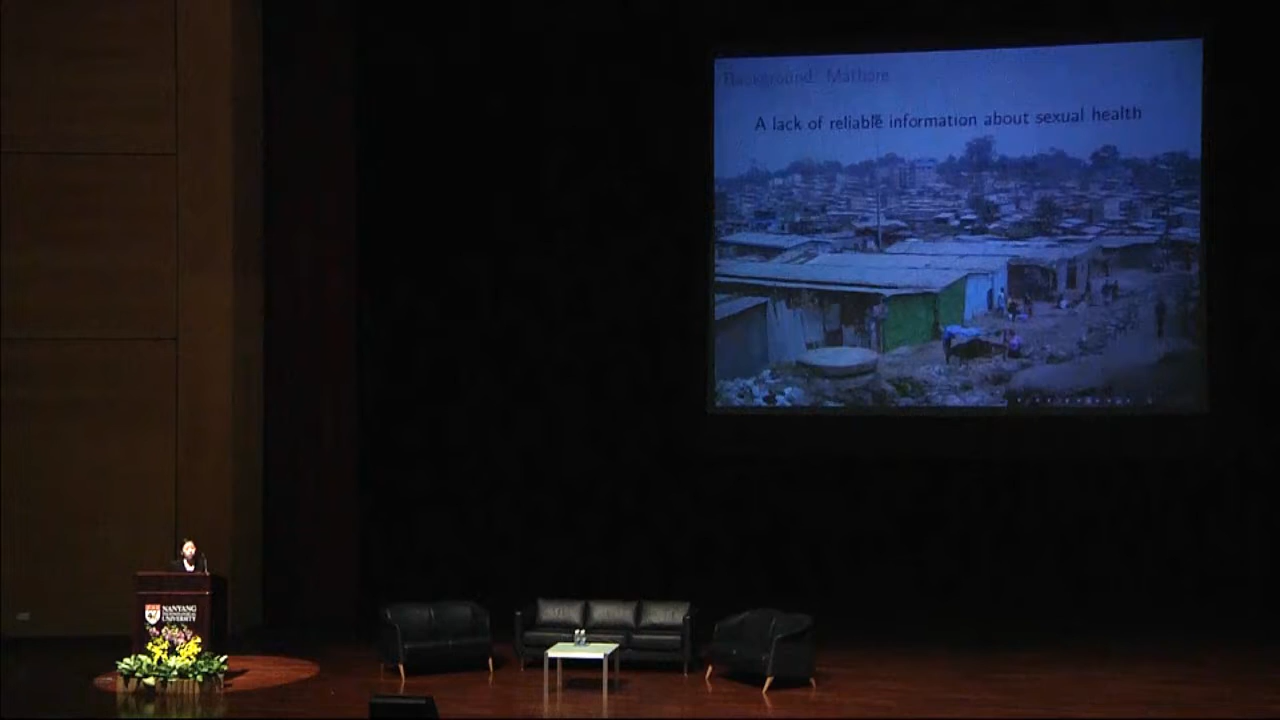 Background: Mathare
A lack of reliable information about sexual health
NANYANG
TECHNOLOGICAL
UNIVERSITY